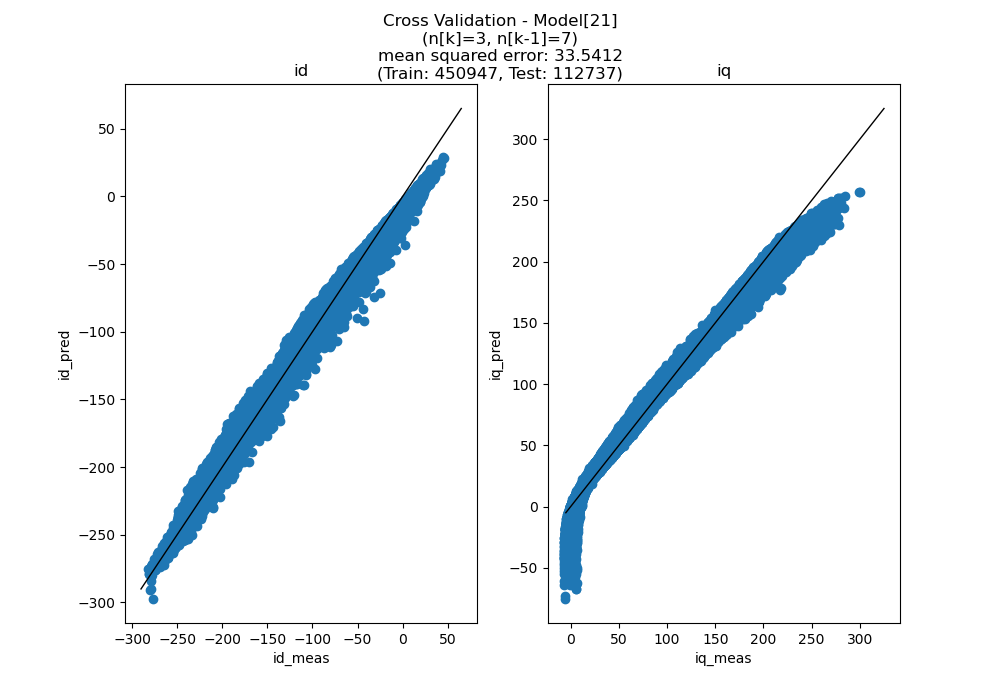 Cross Validation - Model[21]
(n[k]=3, n[k-1]=7)
mean squared error: 33.5412
(Train: 450947, Test: 112737)
id
iq
50
0
−50
−100
−150
−200
−250
−300
id_pred
−300 −250 −200 −150 −100 −50 0 50
id_meas
300
250
200
150
100
50
0
−50
iq_pred
0 50 100 150 200 250 300
iq_meas